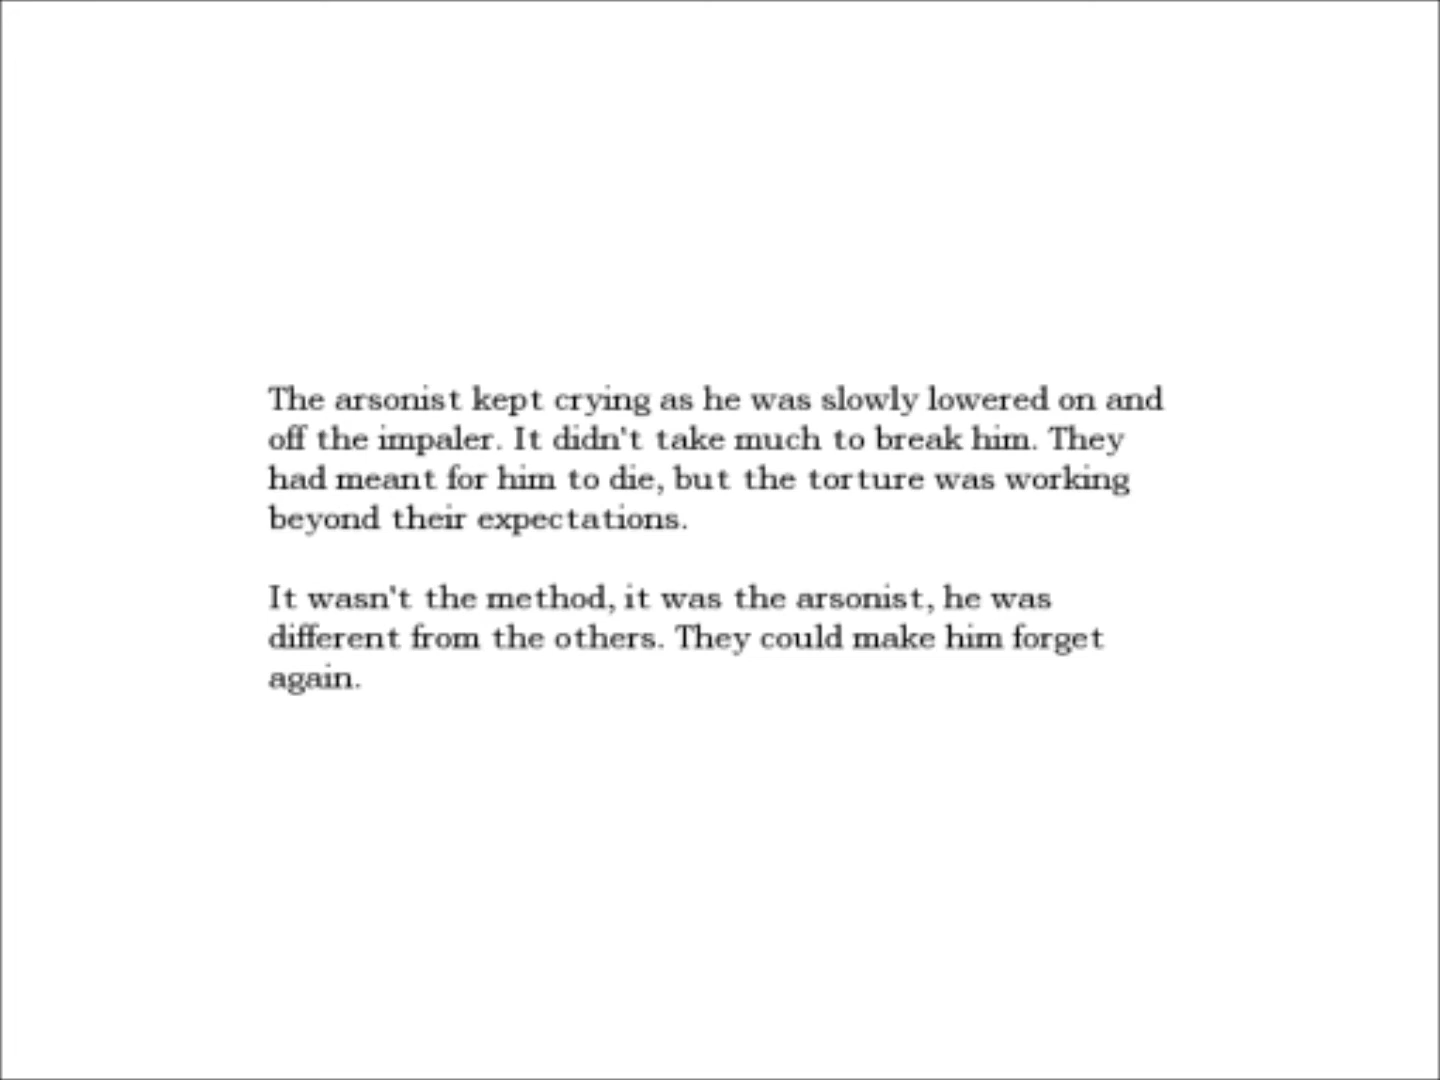 The arsonist kept crying as he was slowly lowered on and
off the impaler. It didn't take much to break him. They
had meant for him to die, but the torture was working
beyond their expectations.
It wasn't the method, it was the arsonist, he was
different from the others. They could make him forget
again.